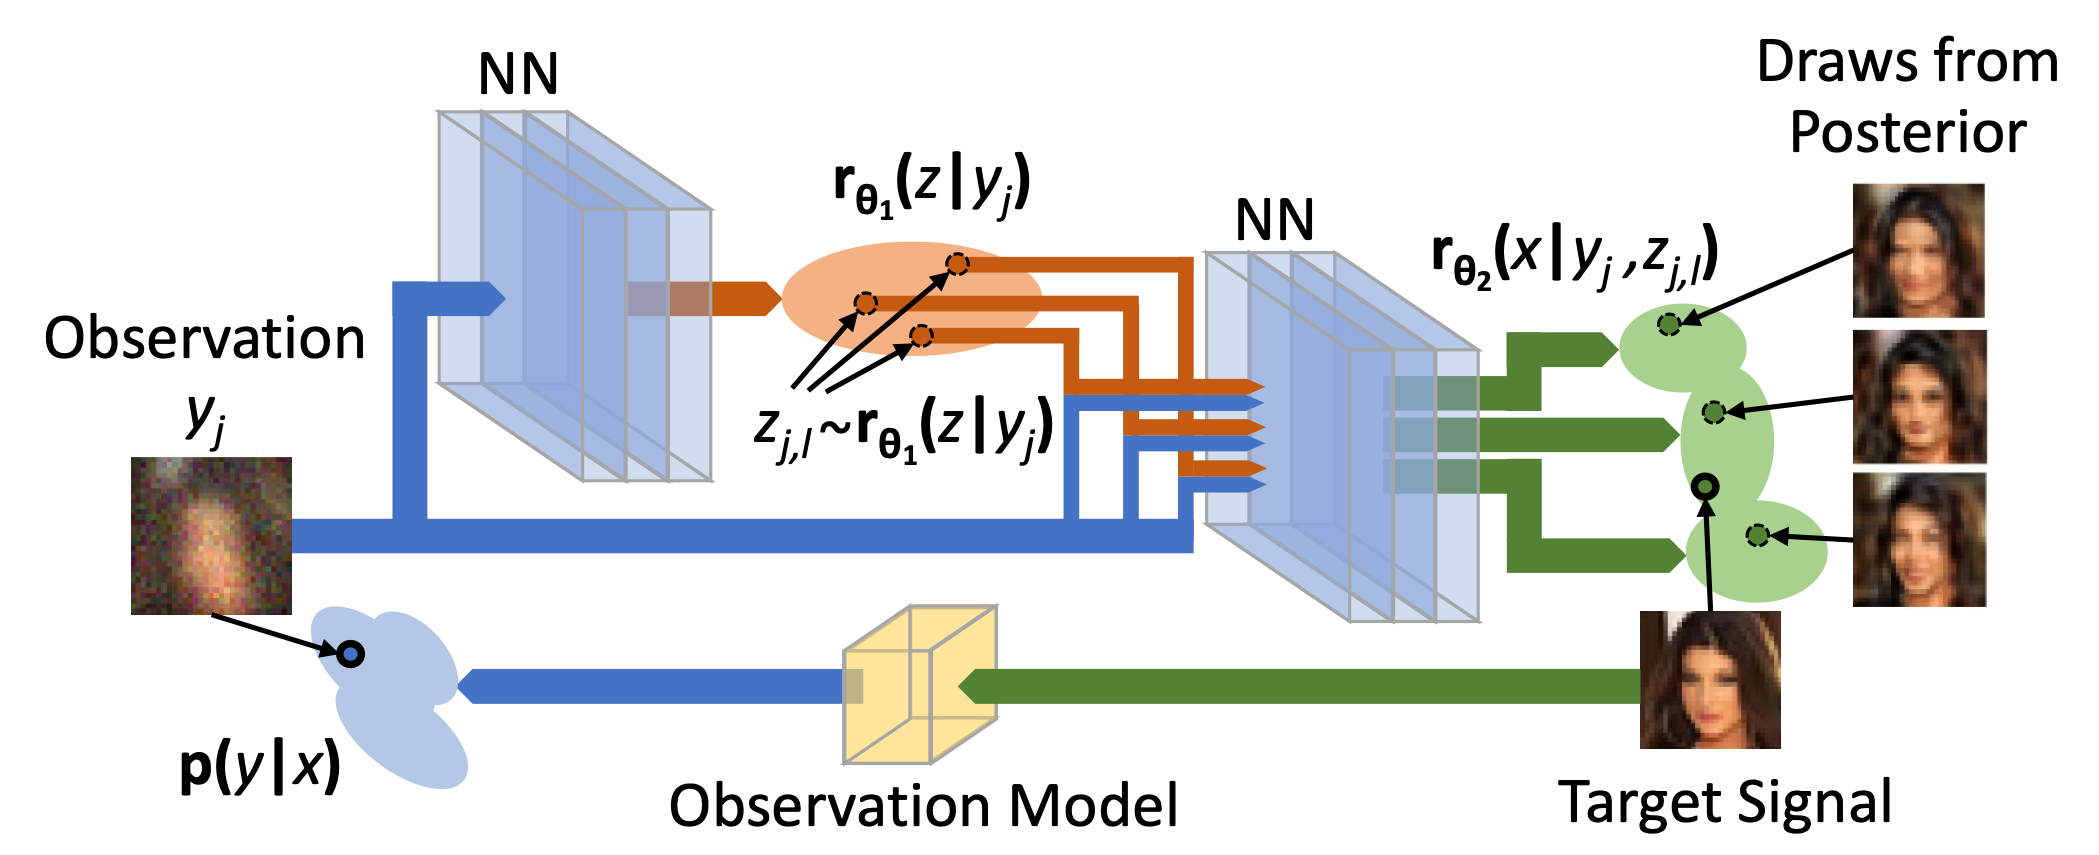 NN
Draws from
Posterior
r_θ₁(z|y_j)
NN
r_θ₂(x|y_j,z_j,l)
Observation
y_j
z_j,l~r_θ₁(z|y_j)
p(y|x)
Observation Model
Target Signal